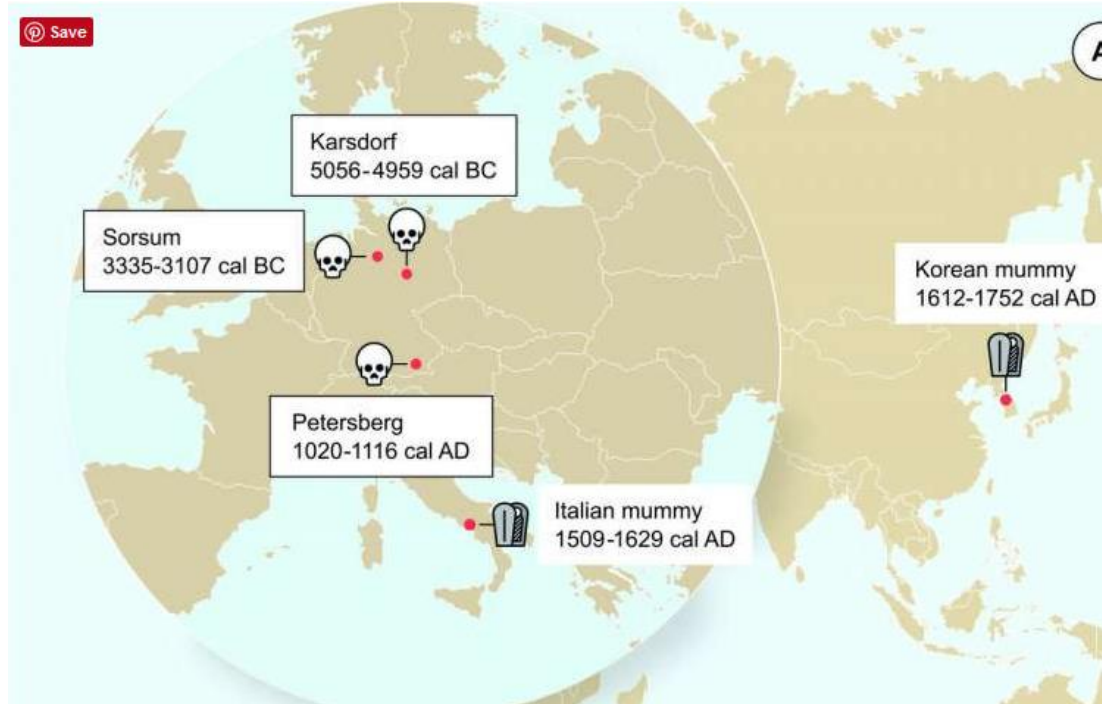 Save
A
Karsdorf
5056-4959 cal BC
Sorsum
3335-3107 cal BC
Korean mummy
1612-1752 cal AD
Petersberg
1020-1116 cal AD
Italian mummy
1509-1629 cal AD